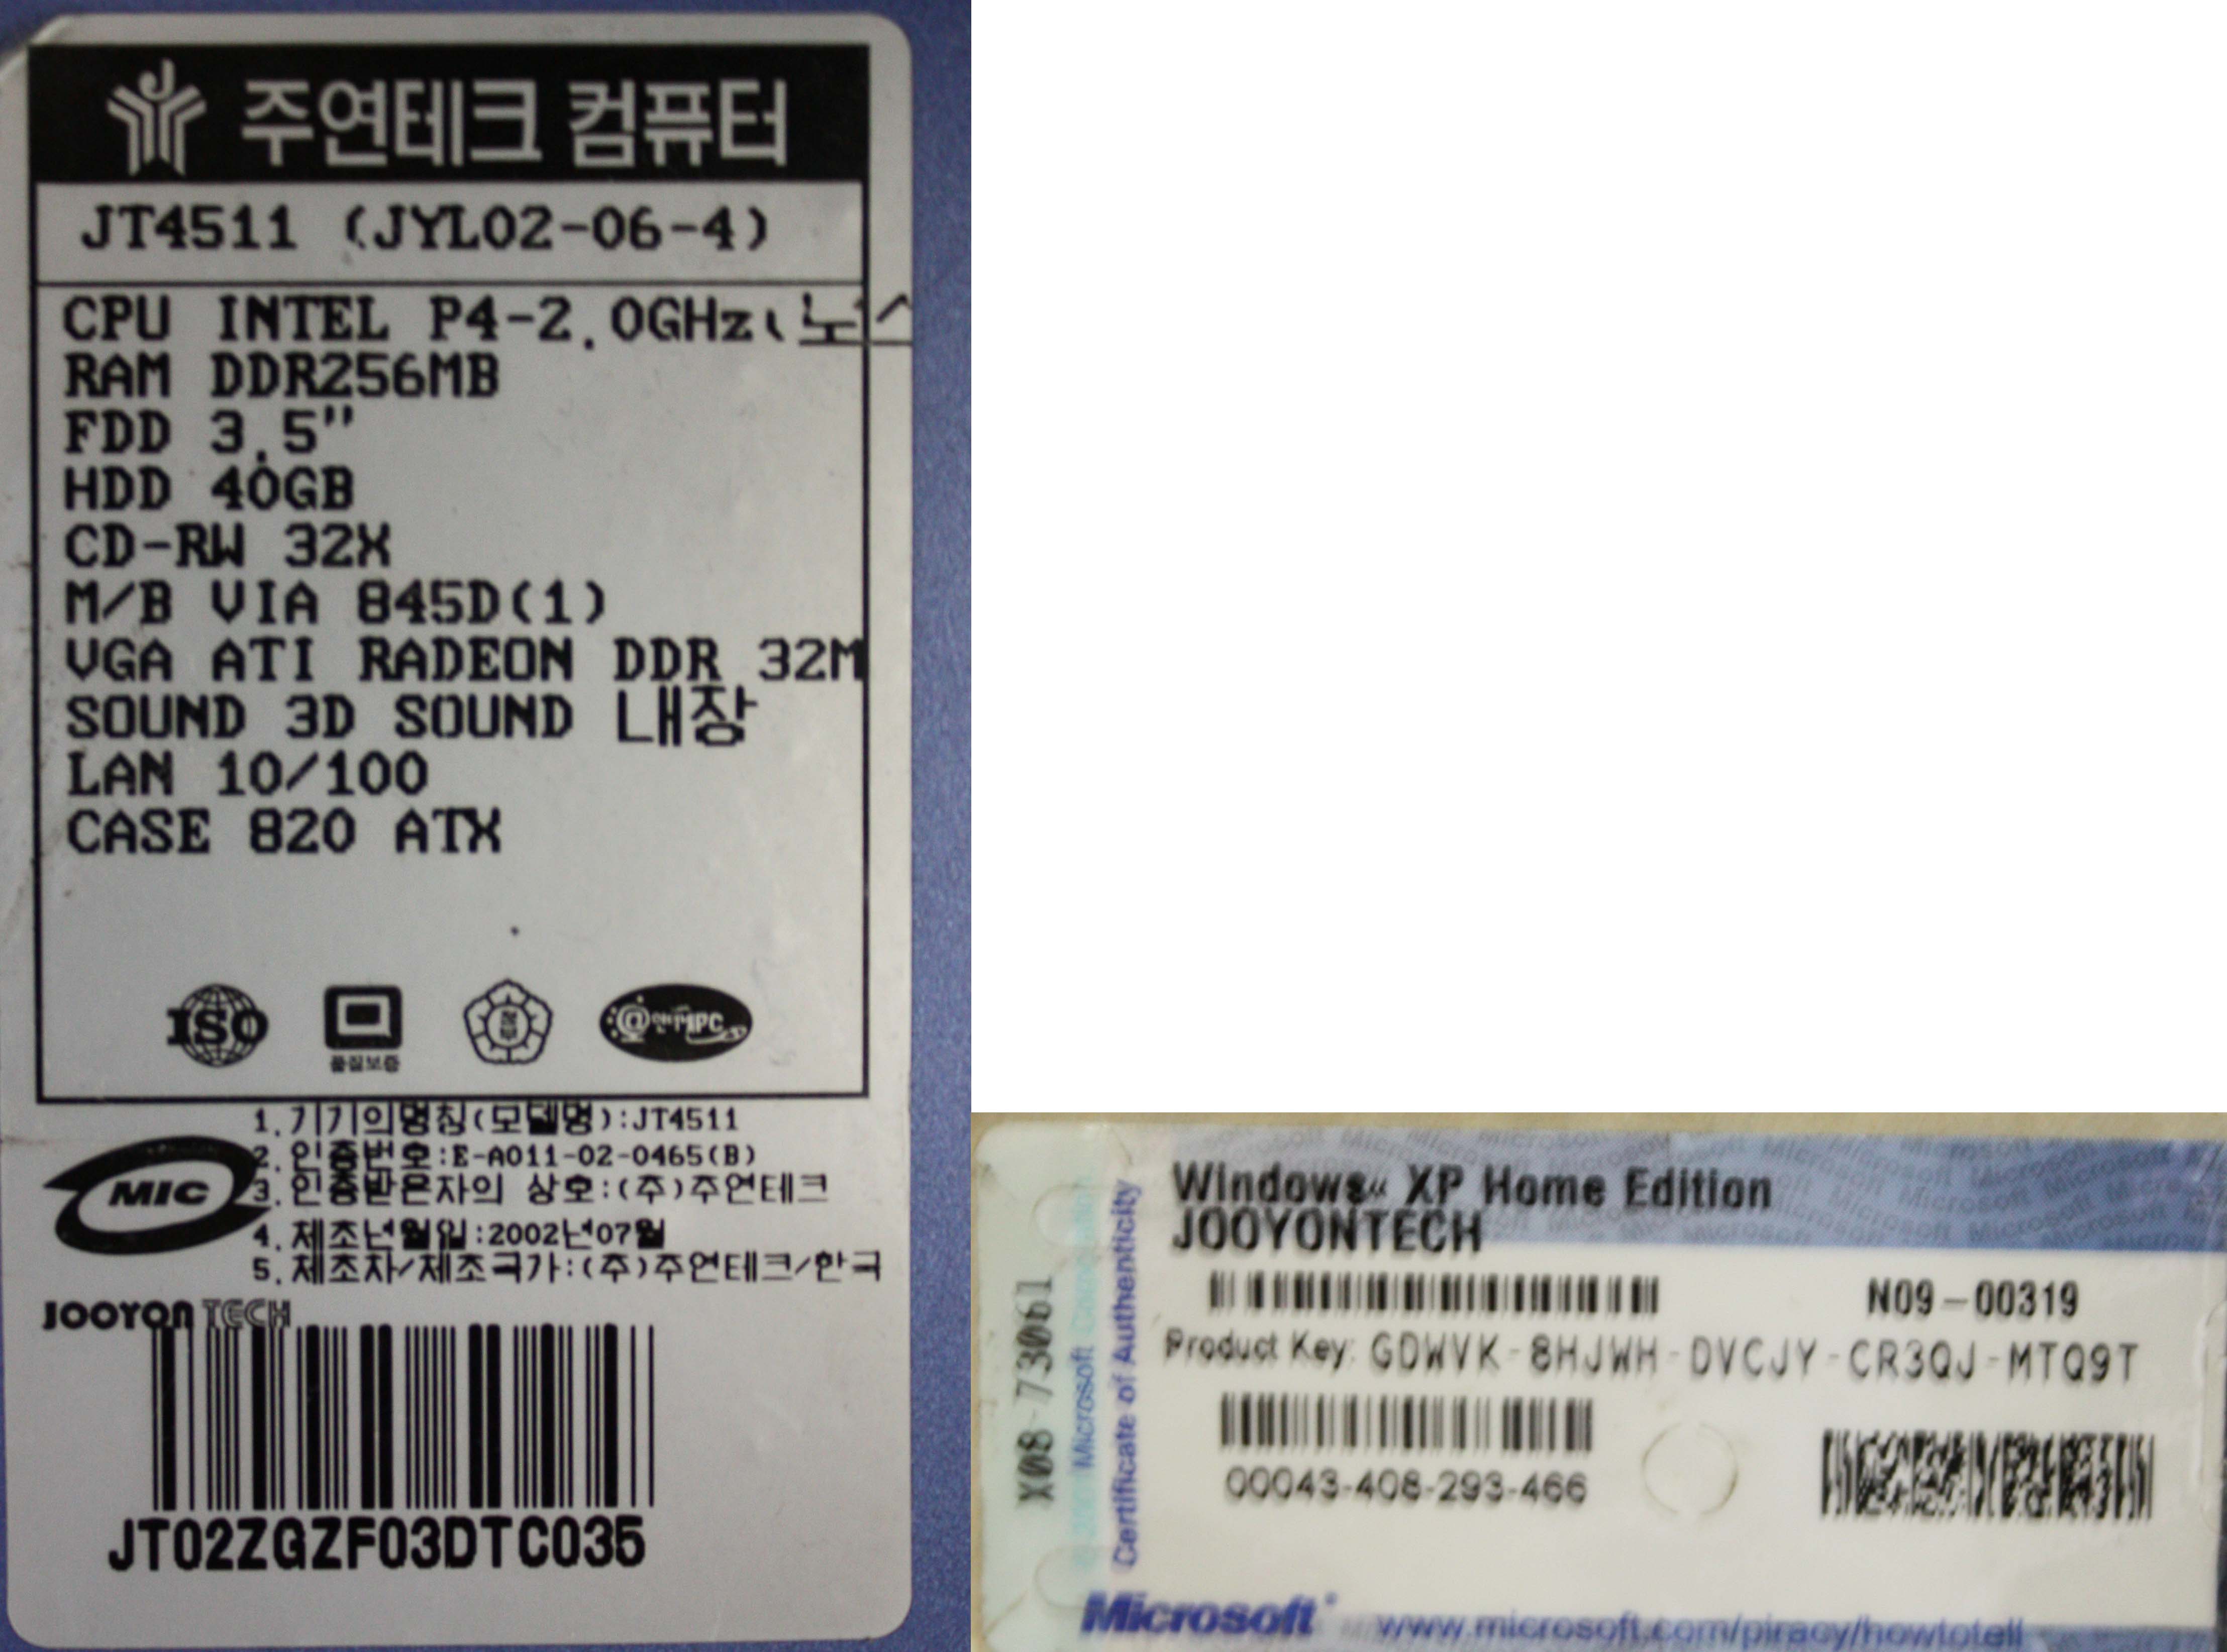 주연테크 컴퓨터
JT4511 (JYL02-06-4)
CPU INTEL P4-2.0GHz(노스
RAM DDR256MB
FDD 3.5"
HDD 40GB
CD-RW 32X
M/B VIA 845D(1)
VGA ATI RADEON DDR 32M
SOUND 3D SOUND 내장
LAN 10/100
CASE 820 ATX
ISO
품질보증
MIC
1. 기기의명칭(모델명):JT4511
2. 인증번호:E-A011-02-0465(B)
3. 인증받은자의 상호:(주)주연테크
4. 제조년월일:2002년07월
5. 제조자/제조국가:(주)주연테크/한국
JOOYON TECH
JT02ZGZF03DTC035
Windows XP Home Edition
JOOYONTECH
N09-00319
Product Key: GDWVK-8HJWH-DVCJY-CR3QJ-MTQ9T
00043-408-293-466
X08-73061
Certificate of Authenticity
Microsoft
www.microsoft.com/piracy/howtotell